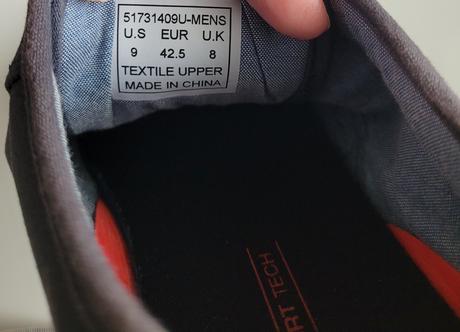 51731409U-MENS
U.S EUR U.K
9 42.5 8
TEXTILE UPPER
MADE IN CHINA
RT TECH